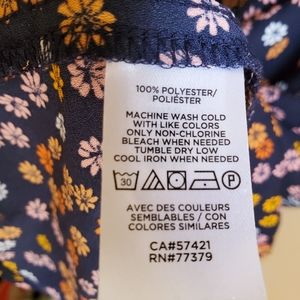 100% POLYESTER/
POLIÉSTER
MACHINE WASH COLD
WITH LIKE COLORS
ONLY NON-CHLORINE
BLEACH WHEN NEEDED
TUMBLE DRY LOW
COOL IRON WHEN NEEDED
30 P
AVEC DES COULEURS
SEMBLABLES / CON
COLORES SIMILARES
CA#57421
RN#77379